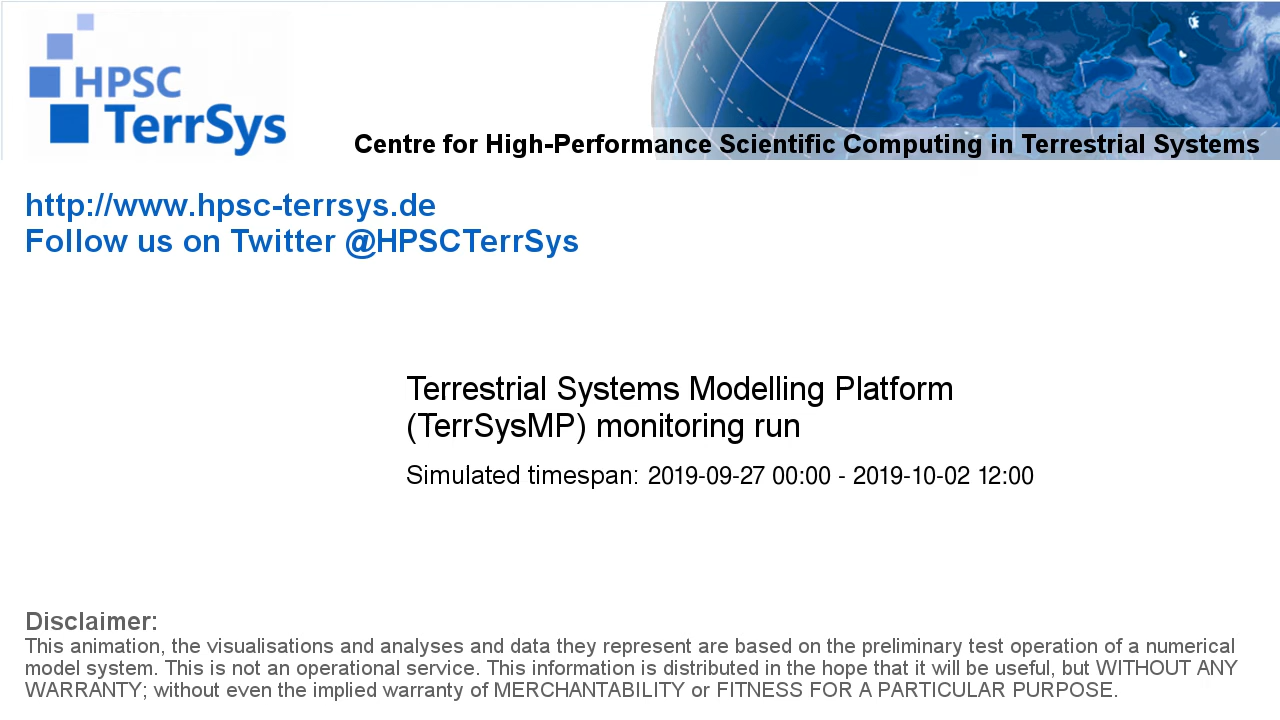 HPSC
TerrSys
Centre for High-Performance Scientific Computing in Terrestrial Systems
http://www.hpsc-terrsys.de
Follow us on Twitter @HPSCTerrSys
Terrestrial Systems Modelling Platform
(TerrSysMP) monitoring run
Simulated timespan: 2019-09-27 00:00 - 2019-10-02 12:00
Disclaimer:
This animation, the visualisations and analyses and data they represent are based on the preliminary test operation of a numerical
model system. This is not an operational service. This information is distributed in the hope that it will be useful, but WITHOUT ANY
WARRANTY; without even the implied warranty of MERCHANTABILITY or FITNESS FOR A PARTICULAR PURPOSE.